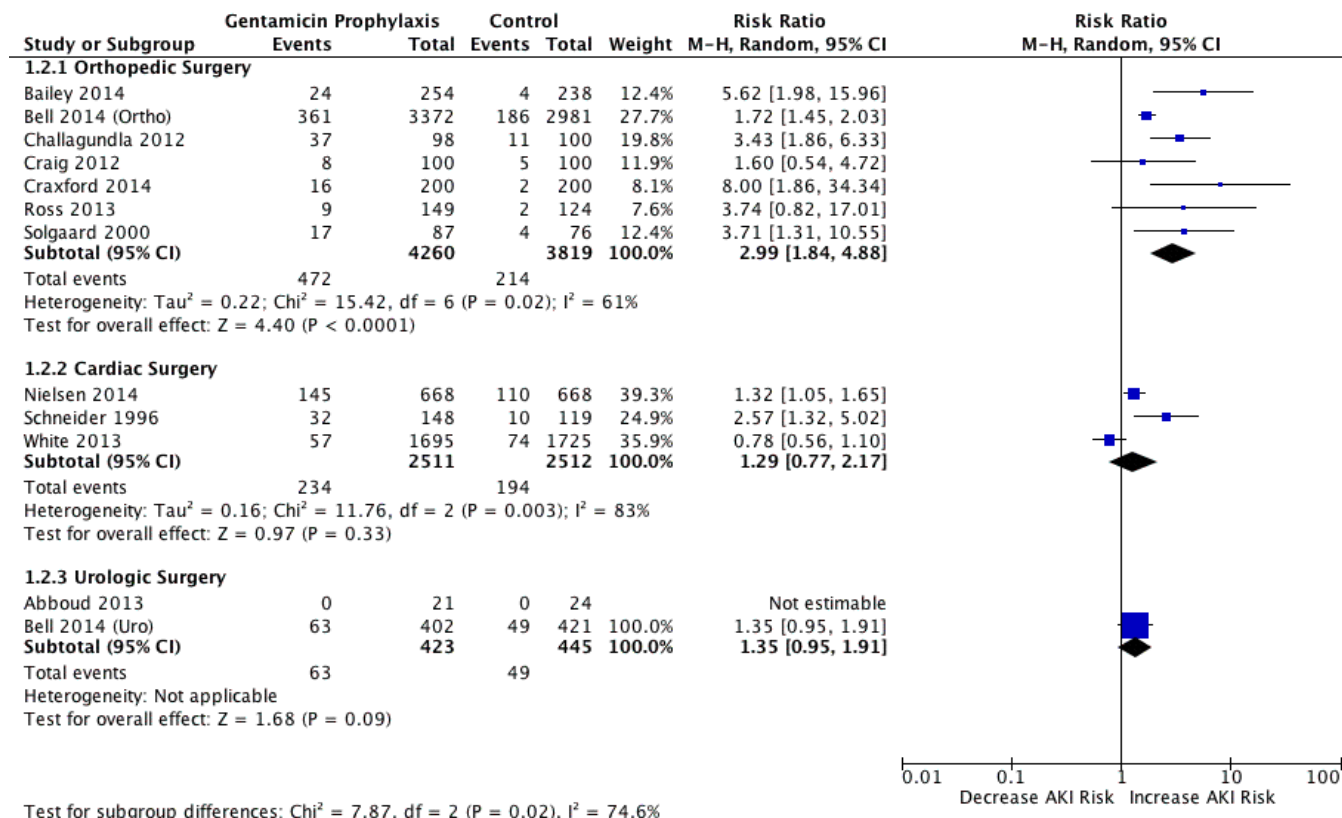 Gentamicin Prophylaxis Control Risk Ratio Risk Ratio
Study or Subgroup Events Total Events Total Weight M-H, Random, 95% CI M-H, Random, 95% CI
1.2.1 Orthopedic Surgery
Bailey 2014 24 254 4 238 12.4% 5.62 [1.98, 15.96]
Bell 2014 (Ortho) 361 3372 186 2981 27.7% 1.72 [1.45, 2.03]
Challagundla 2012 37 98 11 100 19.8% 3.43 [1.86, 6.33]
Craig 2012 8 100 5 100 11.9% 1.60 [0.54, 4.72]
Craxford 2014 16 200 2 200 8.1% 8.00 [1.86, 34.34]
Ross 2013 9 149 2 124 7.6% 3.74 [0.82, 17.01]
Solgaard 2000 17 87 4 76 12.4% 3.71 [1.31, 10.55]
Subtotal (95% CI) 4260 3819 100.0% 2.99 [1.84, 4.88]
Total events 472 214
Heterogeneity: Tau² = 0.22; Chi² = 15.42, df = 6 (P = 0.02); I² = 61%
Test for overall effect: Z = 4.40 (P < 0.0001)
1.2.2 Cardiac Surgery
Nielsen 2014 145 668 110 668 39.3% 1.32 [1.05, 1.65]
Schneider 1996 32 148 10 119 24.9% 2.57 [1.32, 5.02]
White 2013 57 1695 74 1725 35.9% 0.78 [0.56, 1.10]
Subtotal (95% CI) 2511 2512 100.0% 1.29 [0.77, 2.17]
Total events 234 194
Heterogeneity: Tau² = 0.16; Chi² = 11.76, df = 2 (P = 0.003); I² = 83%
Test for overall effect: Z = 0.97 (P = 0.33)
1.2.3 Urologic Surgery
Abboud 2013 0 21 0 24 Not estimable
Bell 2014 (Uro) 63 402 49 421 100.0% 1.35 [0.95, 1.91]
Subtotal (95% CI) 423 445 100.0% 1.35 [0.95, 1.91]
Total events 63 49
Heterogeneity: Not applicable
Test for overall effect: Z = 1.68 (P = 0.09)
0.01 0.1 1 10 100
Decrease AKI Risk Increase AKI Risk
Test for subgroup differences: Chi² = 7.87, df = 2 (P = 0.02), I² = 74.6%